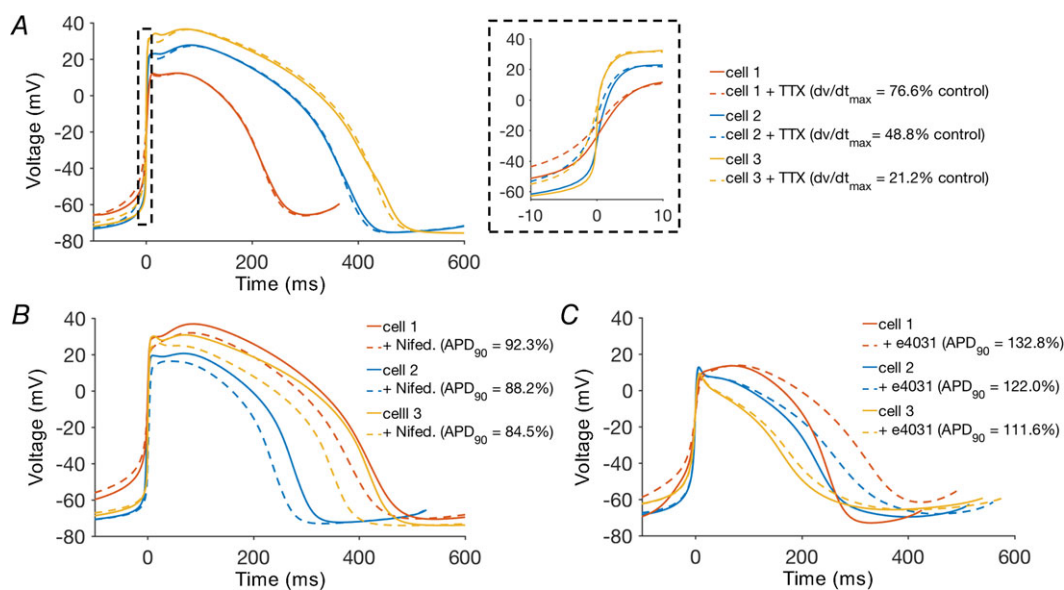 A
40
20
0
-20
-40
-60
-80
Voltage (mV)
0
200
400
600
Time (ms)
40
20
0
-20
-40
-60
-10
0
10
cell 1
cell 1 + TTX (dv/dtmax = 76.6% control)
cell 2
cell 2 + TTX (dv/dtmax = 48.8% control)
cell 3
cell 3 + TTX (dv/dtmax = 21.2% control)
B
40
20
0
-20
-40
-60
-80
Voltage (mV)
0
200
400
600
Time (ms)
cell 1
+ Nifed. (APD90 = 92.3%)
cell 2
+ Nifed. (APD90 = 88.2%)
celll 3
+ Nifed. (APD90 = 84.5%)
C
40
20
0
-20
-40
-60
-80
Voltage (mV)
0
200
400
600
Time (ms)
cell 1
+ e4031 (APD90 = 132.8%)
cell 2
+ e4031 (APD90 = 122.0%)
cell 3
+ e4031 (APD90 = 111.6%)